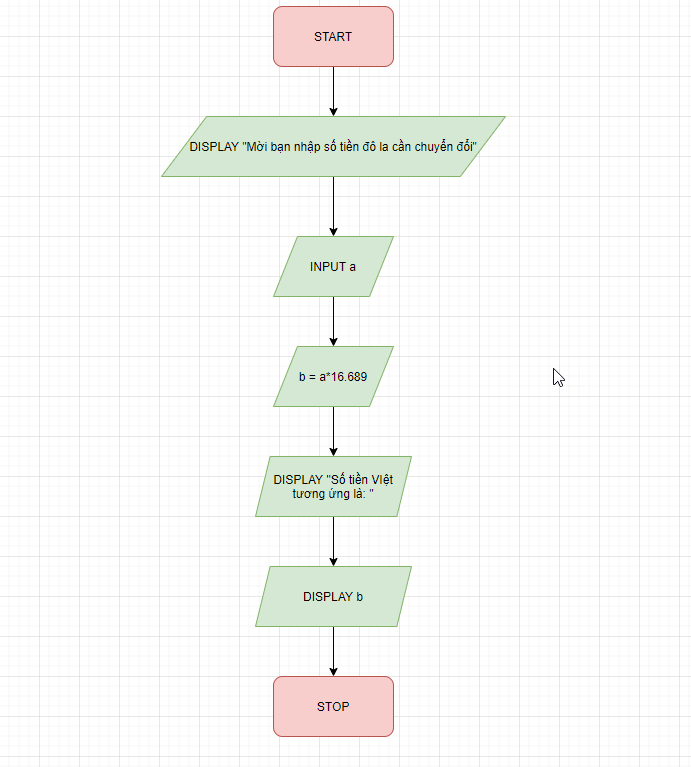 START
DISPLAY "Mời bạn nhập số tiền đô la cần chuyển đổi"
INPUT a
b = a*16.689
DISPLAY "Số tiền VIệt
tương ứng là: "
DISPLAY b
STOP